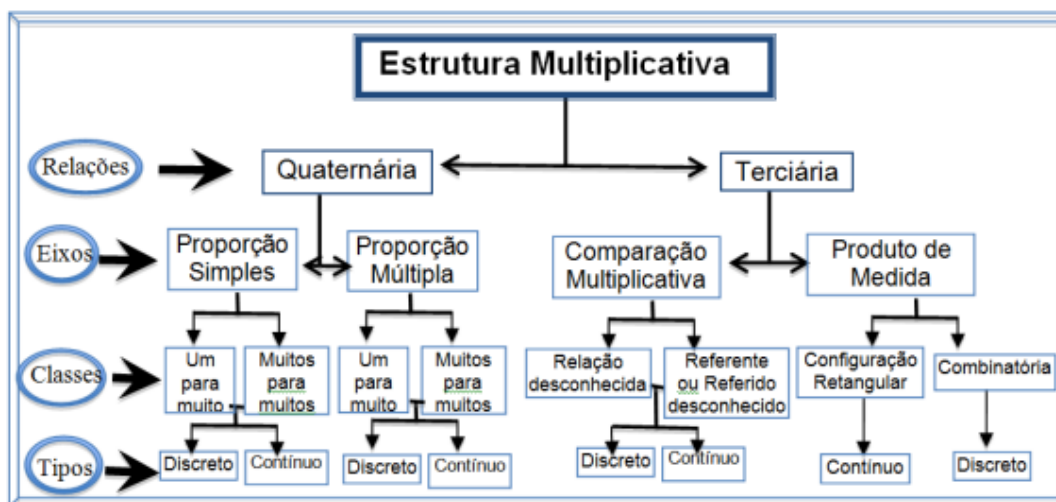 Estrutura Multiplicativa
Relações
Quaternária
Terciária
Eixos
Proporção
Simples
Proporção
Múltipla
Comparação
Multiplicativa
Produto de
Medida
Classes
Um
para
muito
Muitos
para
muitos
Um
para
muito
Muitos
para
muitos
Relação
desconhecida
Referente
ou Referido
desconhecido
Configuração
Retangular
Combinatória
Tipos
Discreto
Contínuo
Discreto
Contínuo
Discreto
Contínuo
Contínuo
Discreto